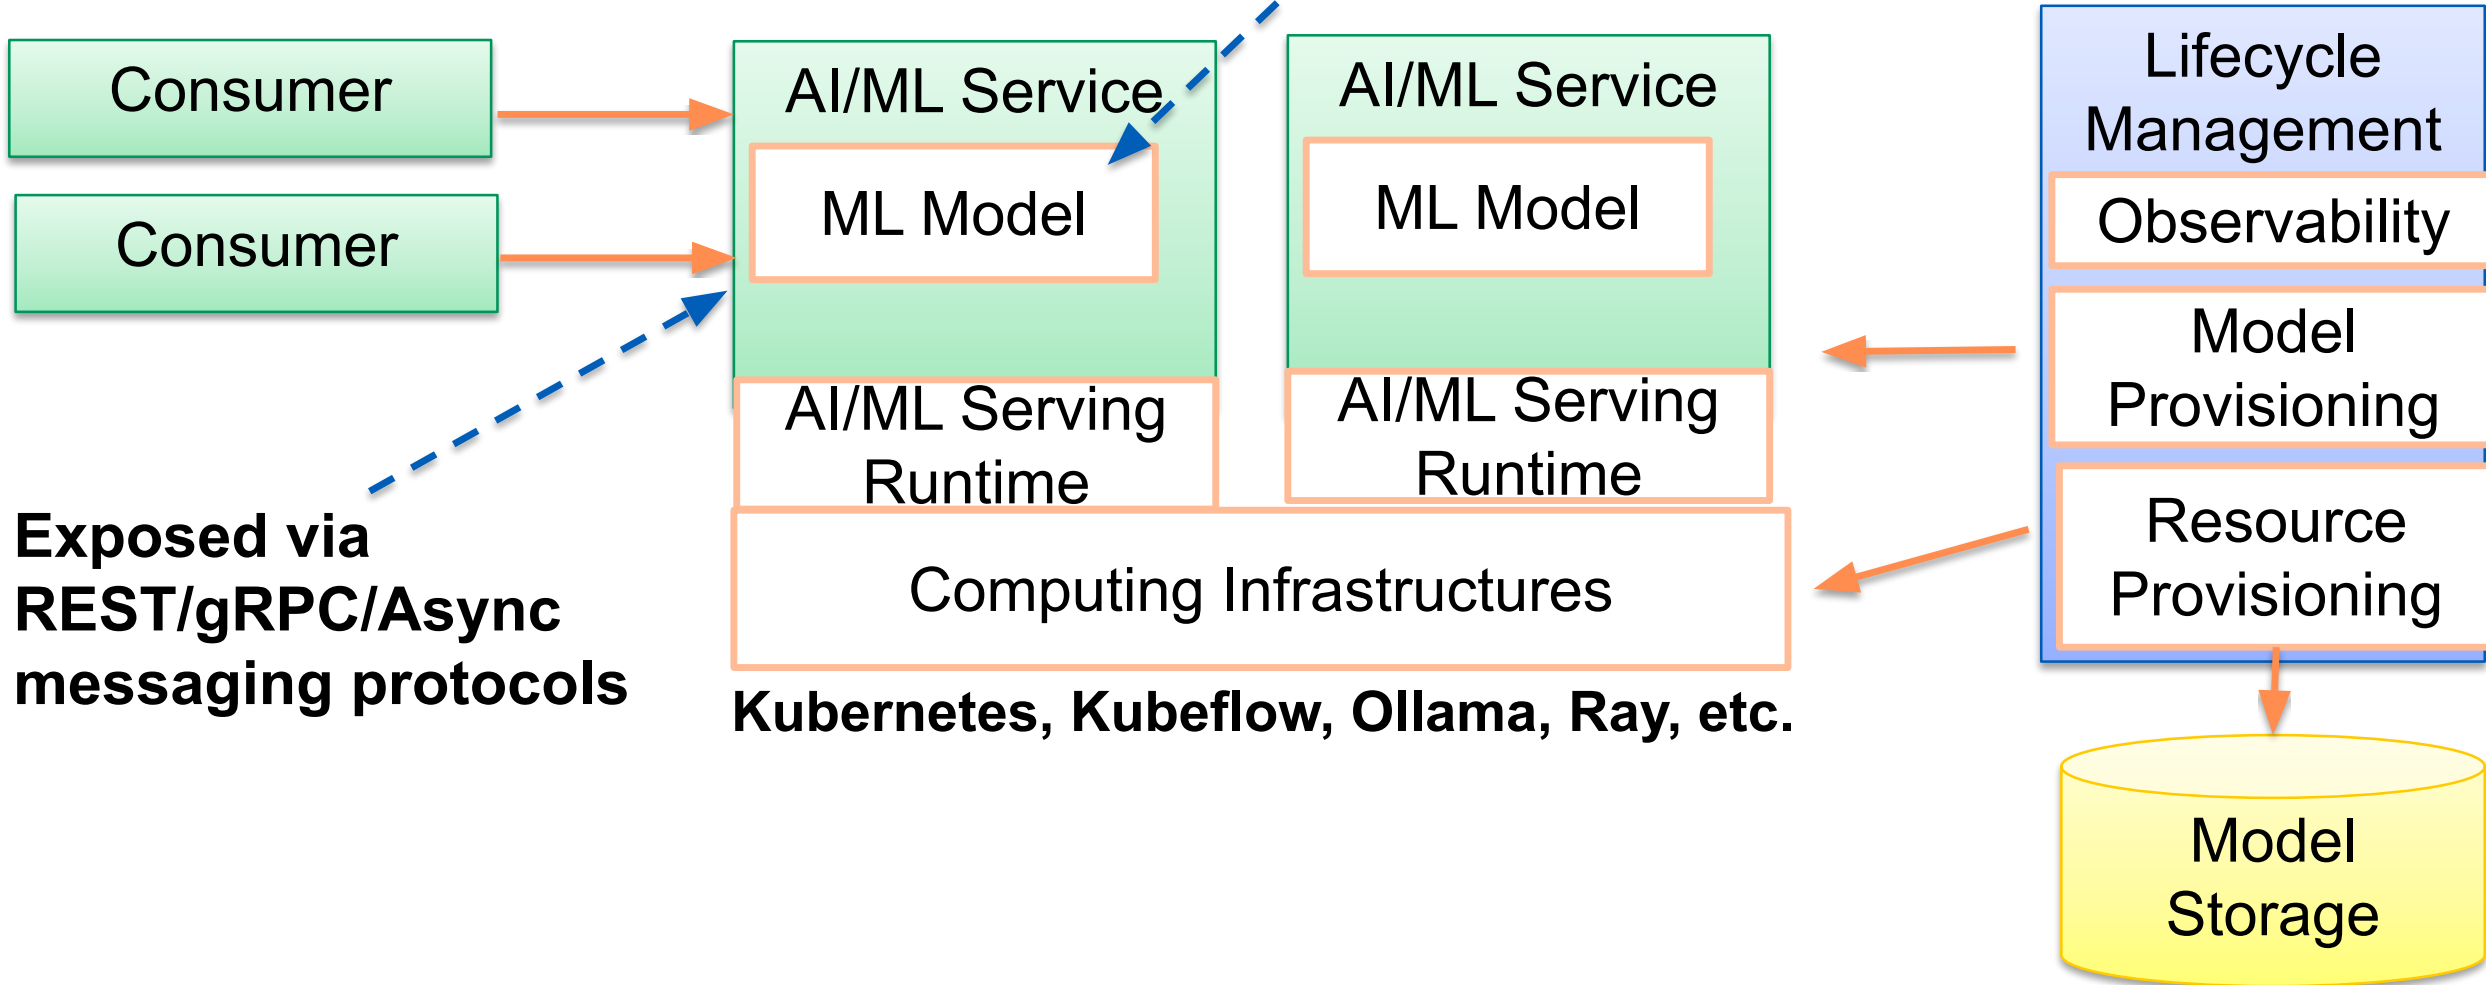 Consumer
Consumer
Exposed via
REST/gRPC/Async
messaging protocols
AI/ML Service
ML Model
AI/ML Serving
Runtime
AI/ML Service
ML Model
AI/ML Serving
Runtime
Computing Infrastructures
Kubernetes, Kubeflow, Ollama, Ray, etc.
Lifecycle
Management
Observability
Model
Provisioning
Resource
Provisioning
Model
Storage